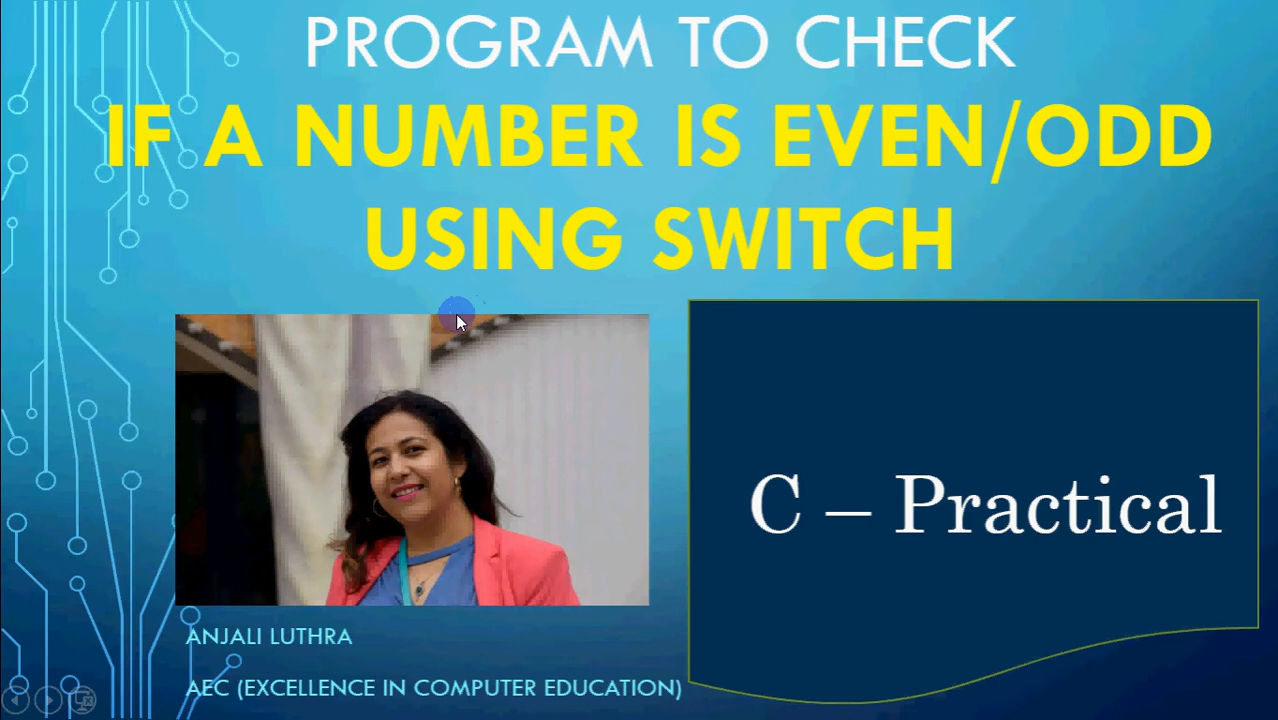 PROGRAM TO CHECK
IF A NUMBER IS EVEN/ODD
USING SWITCH
C – Practical
ANJALI LUTHRA
AEC (EXCELLENCE IN COMPUTER EDUCATION)